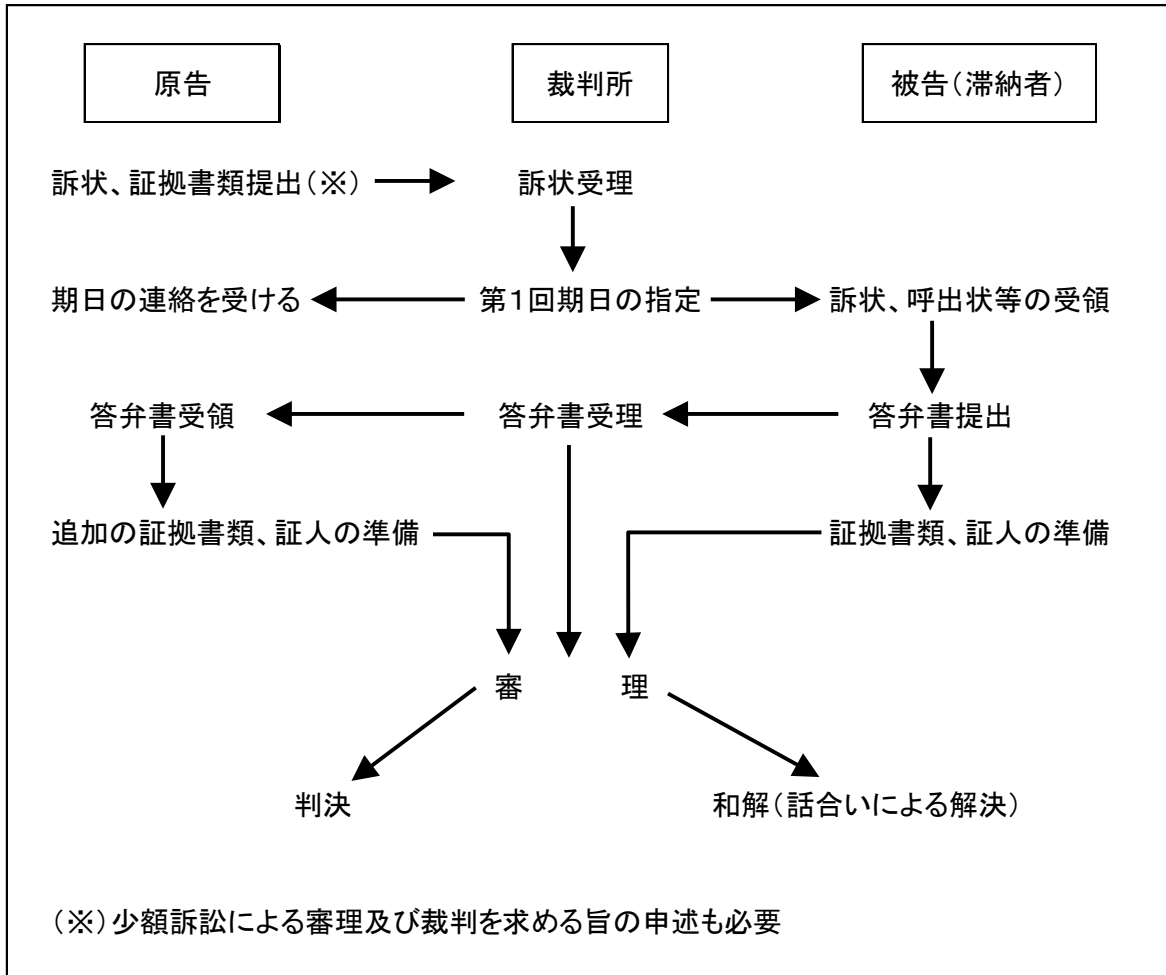 原告 裁判所 被告(滞納者)
訴状、証拠書類提出(※) 訴状受理
期日の連絡を受ける 第1回期日の指定 訴状、呼出状等の受領
答弁書受領 答弁書受理 答弁書提出
追加の証拠書類、証人の準備 証拠書類、証人の準備
審 理
判決 和解(話合いによる解決)
(※)少額訴訟による審理及び裁判を求める旨の申述も必要